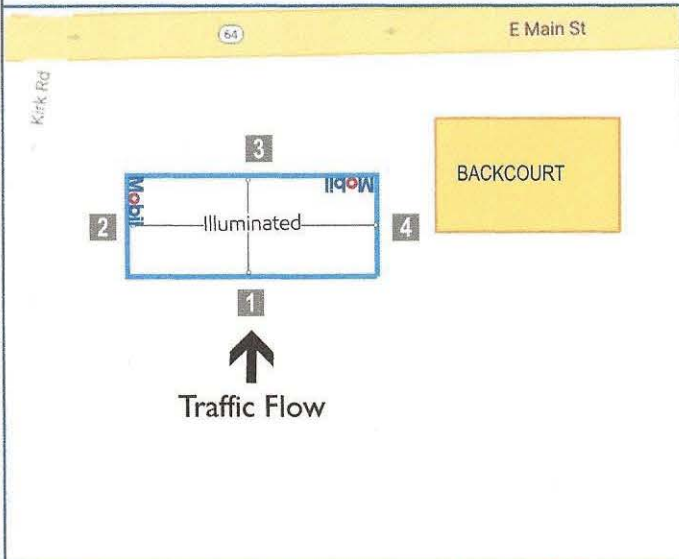 64
E Main St
Kirk Rd
3
BACKCOURT
Mobil
Mobil
2
Illuminated
4
1
Traffic Flow